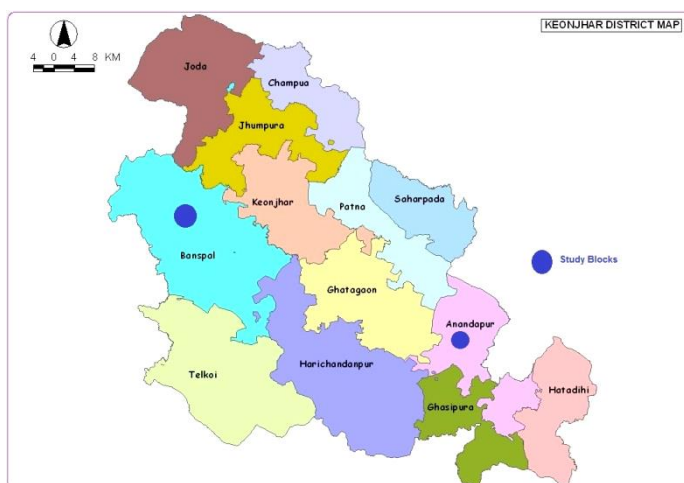 KEONJHAR DISTRICT MAP
4 0 4 8 KM
Joda
Champua
Jhumpura
Keonjhar
Patna
Saharpada
Banspal
Study Blocks
Ghatagaon
Anandapur
Telkoi
Harichandanpur
Ghasipura
Hatadihi